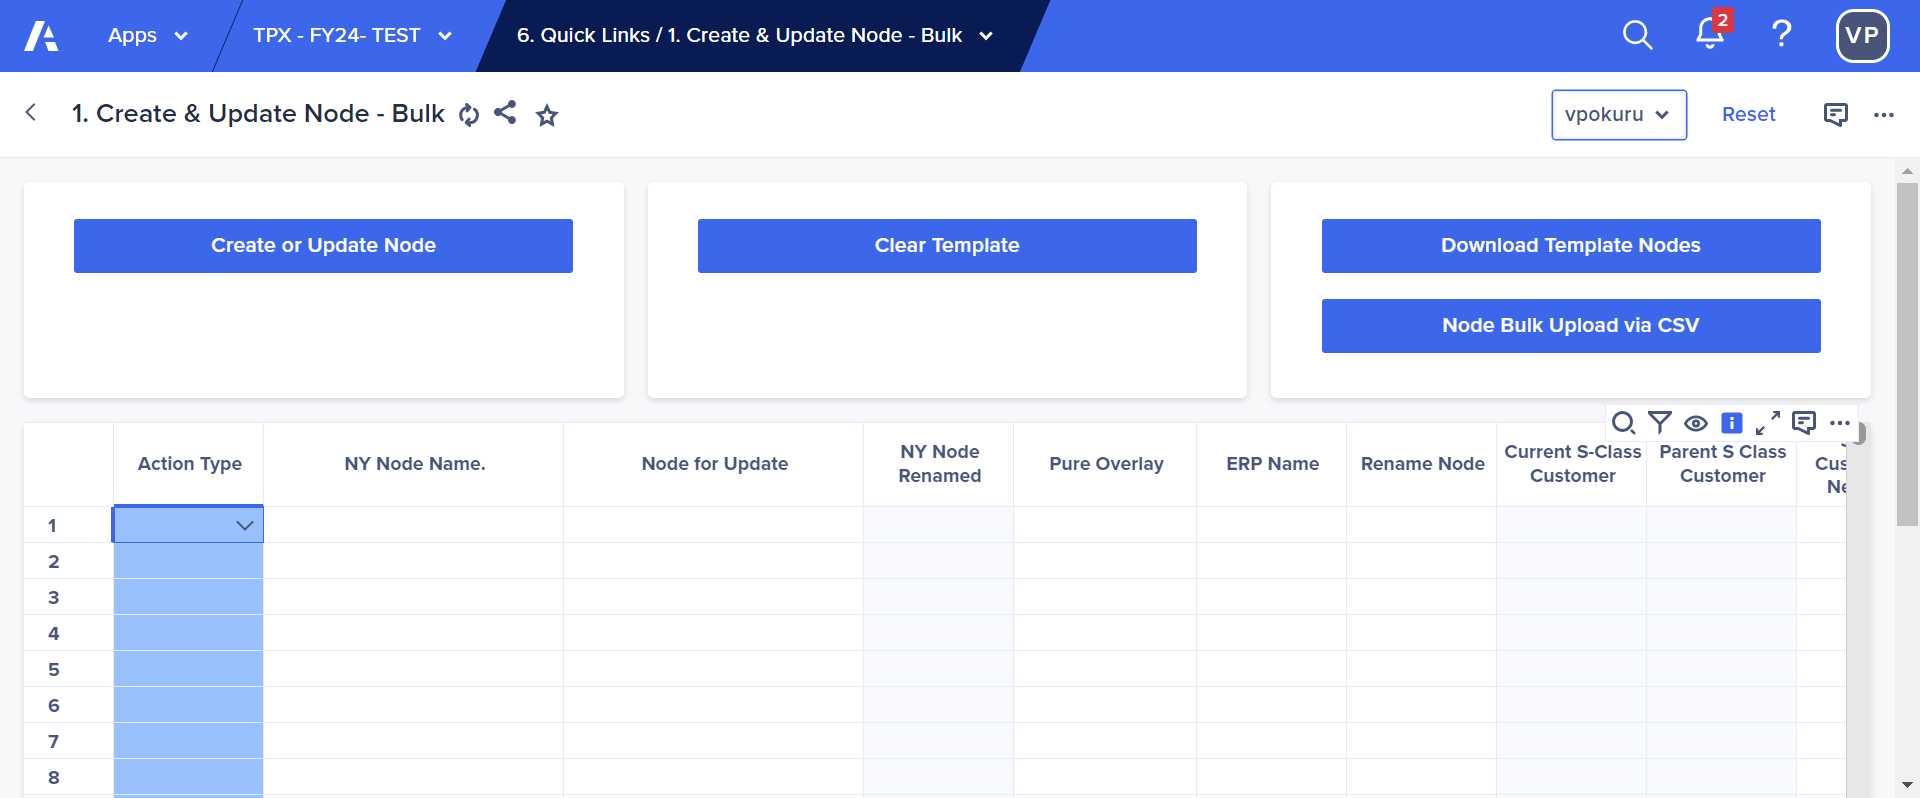 Apps
TPX - FY24- TEST
6. Quick Links / 1. Create & Update Node - Bulk
2
?
VP
1. Create & Update Node - Bulk
vpokuru
Reset
Create or Update Node
Clear Template
Download Template Nodes
Node Bulk Upload via CSV
Action Type
NY Node Name.
Node for Update
NY Node
Renamed
Pure Overlay
ERP Name
Rename Node
Current S-Class
Customer
Parent S Class
Customer
1
2
3
4
5
6
7
8